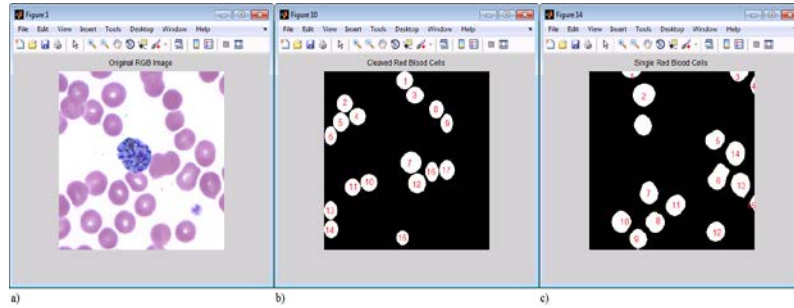 Figure 1
File Edit View Insert Tools Desktop Window Help
Original RGB Image
a)
Figure 10
File Edit View Insert Tools Desktop Window Help
Cleaved Red Blood Cells
1
2
3
8
5
4
9
6
7
16
17
11
10
12
13
14
15
b)
Figure 14
File Edit View Insert Tools Desktop Window Help
Single Red Blood Cells
3
2
5
14
6
13
7
11
10
8
9
12
c)